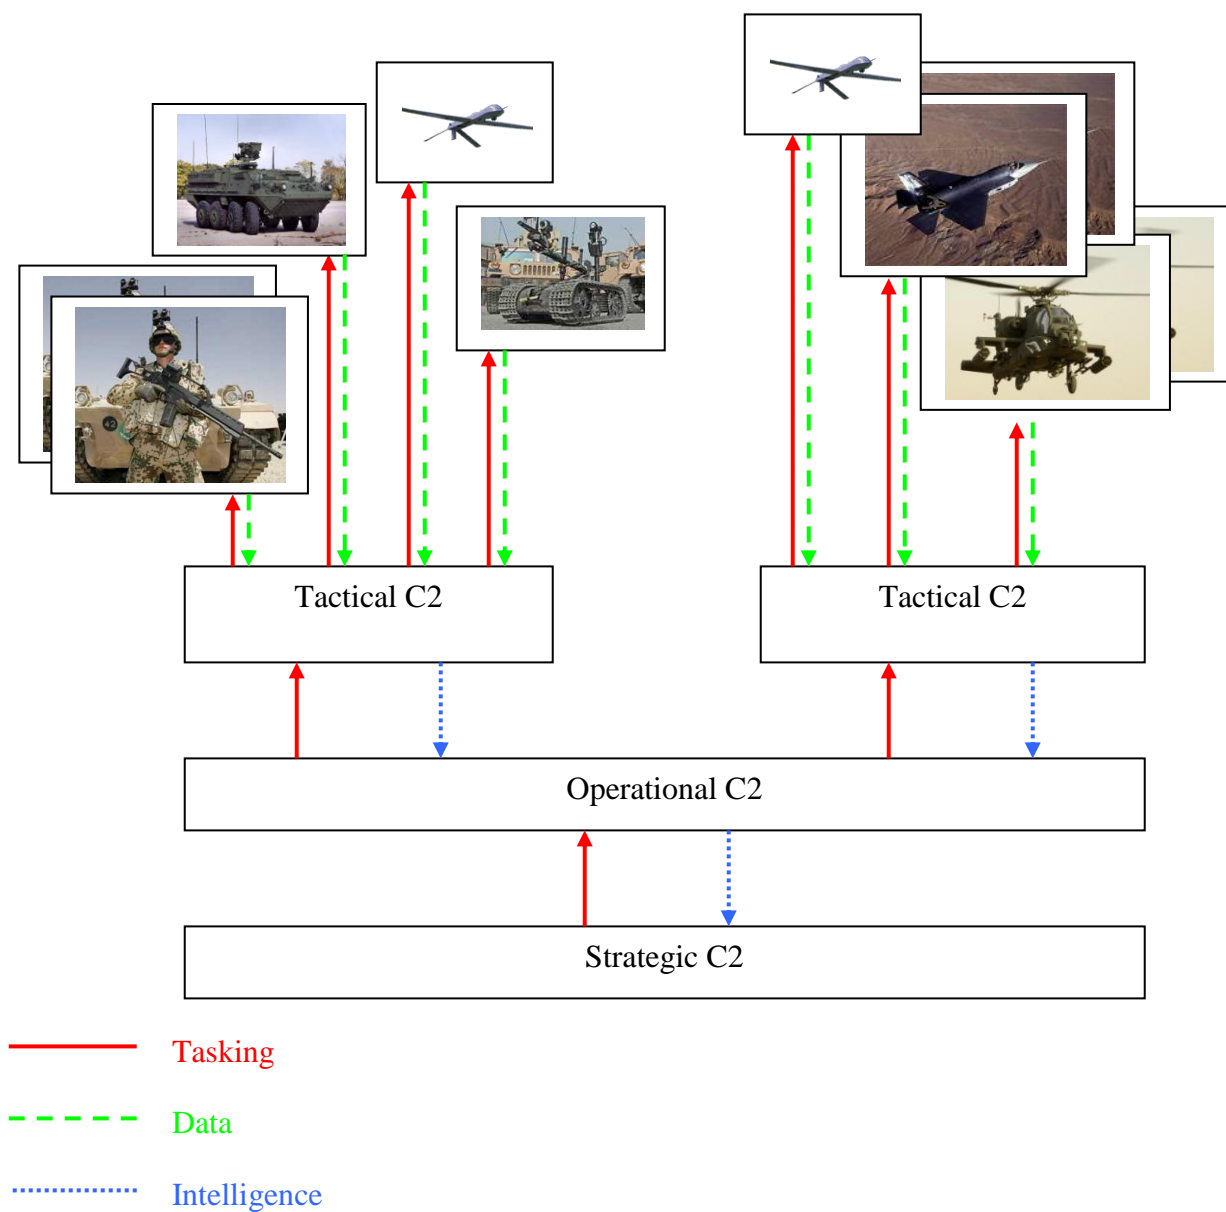 Tactical C2
Tactical C2
Operational C2
Strategic C2
Tasking
Data
Intelligence